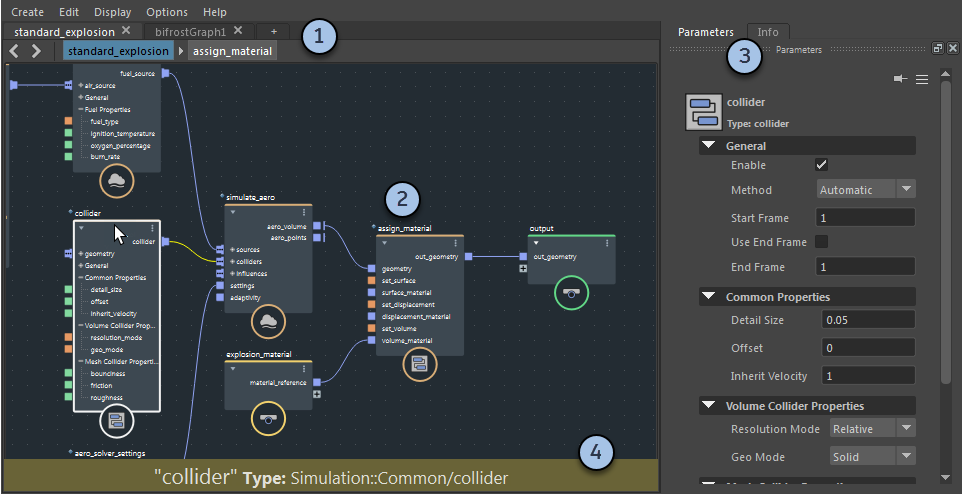 Create Edit Display Options Help
standard_explosion × bifrostGraph1 × +
1
standard_explosion assign_material
fuel_source
air_source
General
Fuel Properties
fuel_type
ignition_temperature
oxygen_percentage
burn_rate
collider
collider
geometry
General
Common Properties
detail_size
offset
inherit_velocity
Volume Collider Prop...
resolution_mode
geo_mode
Mesh Collider Properti...
boundness
friction
roughness
aero_solver_settings
simulate_aero
aero_volume
aero_points
sources
colliders
influences
settings
adaptivity
explosion_material
material_reference
2
assign_material
out_geometry
geometry
set_surface
surface_material
set_displacement
displacement_material
set_volume
volume_material
output
out_geometry
4
"collider" Type: Simulation::Common/collider
Parameters Info
3
Parameters
collider
Type: collider
General
Enable
Method Automatic
Start Frame 1
Use End Frame
End Frame 1
Common Properties
Detail Size 0.05
Offset 0
Inherit Velocity 1
Volume Collider Properties
Resolution Mode Relative
Geo Mode Solid